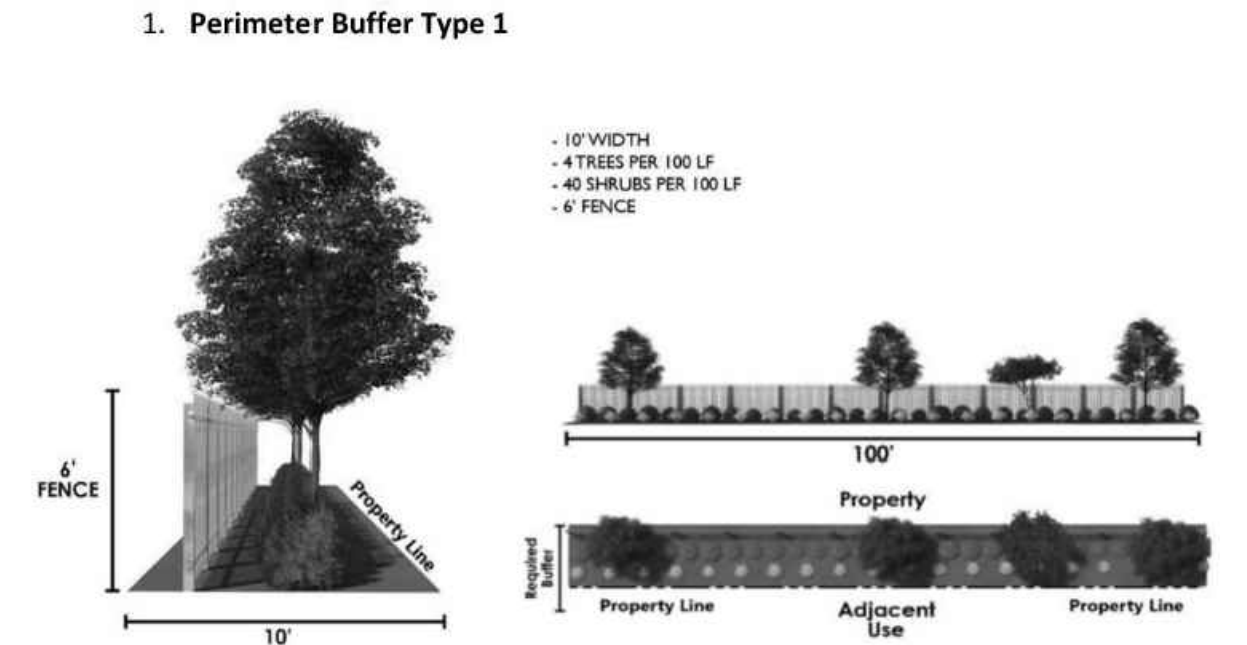 1. Perimeter Buffer Type 1
- 10' WIDTH
- 4 TREES PER 100 LF
- 40 SHRUBS PER 100 LF
- 6' FENCE
6'
FENCE
Property Line
10'
100'
Property
Required
Buffer
Property Line
Adjacent
Use
Property Line